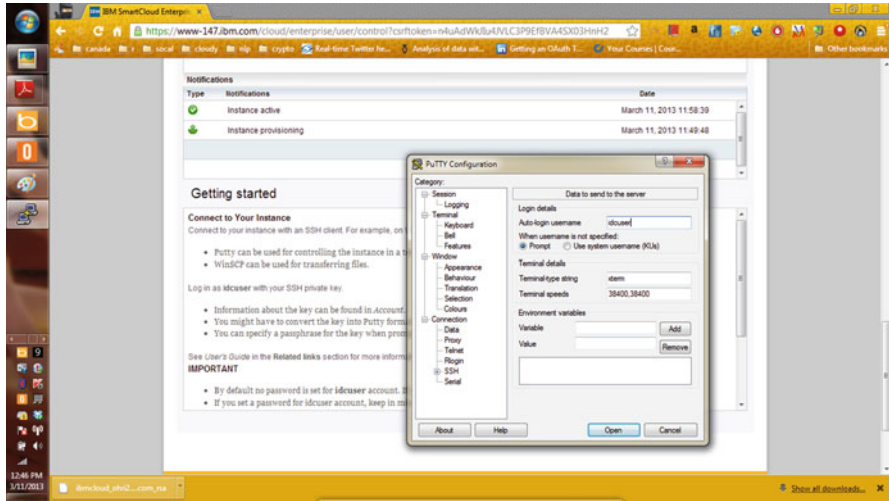 IBM SmartCloud Enterpris
https://www-147.ibm.com/cloud/enterprise/user/control?
canada
social
cloudy
nlp
crypto
Real-time Twitter he...
Analysis of data wit...
Getting an OAuth T...
Your Courses | Cour...
Other bookmarks
Notifications
Type Notifications Date
Instance active March 11, 2013 11:58:39
Instance provisioning March 11, 2013 11:49:48
Getting started
Connect to Your Instance
Connect to your instance with an SSH client. For example, on
Putty can be used for controlling the instance in a t
WinSCP can be used for transferring files.
Log in as idcuser with your SSH private key.
Information about the key can be found in Account.
You might have to convert the key into Putty form
You can specify a passphrase for the key when pro
See User's Guide in the Related links section for more inform
IMPORTANT
By default no password is set for idcuser account.
If you set a password for idcuser account, keep in m
PuTTY Configuration
Category:
Session
Logging
Terminal
Keyboard
Bell
Features
Window
Appearance
Behaviour
Translation
Selection
Colours
Connection
Data
Proxy
Telnet
Rlogin
SSH
Serial
Data to send to the server
Login details
Auto-login username idcuser
When username is not specified:
Prompt Use system username (KUs)
Terminal details
Terminal-type string xterm
Terminal speeds 38400,38400
Environment variables
Variable Add
Value Remove
About Help Open Cancel
12:46 PM
3/11/2013
Show all downloads...